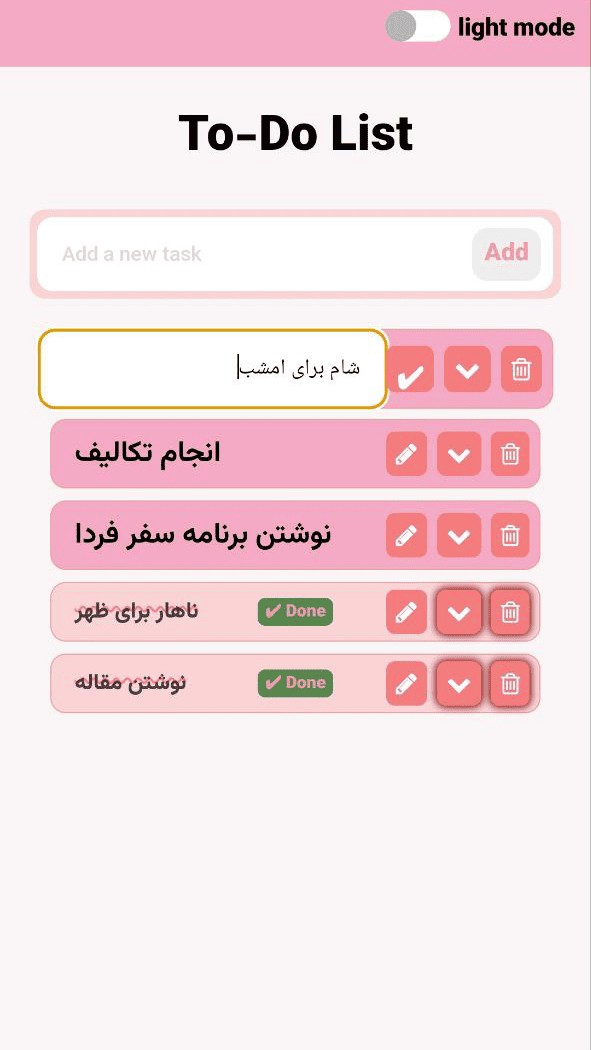 light mode
To-Do List
Add a new task
Add
شام برای امشب
انجام تکالیف
نوشتن برنامه سفر فردا
ناهار برای ظهر
✔ Done
نوشتن مقاله
✔ Done